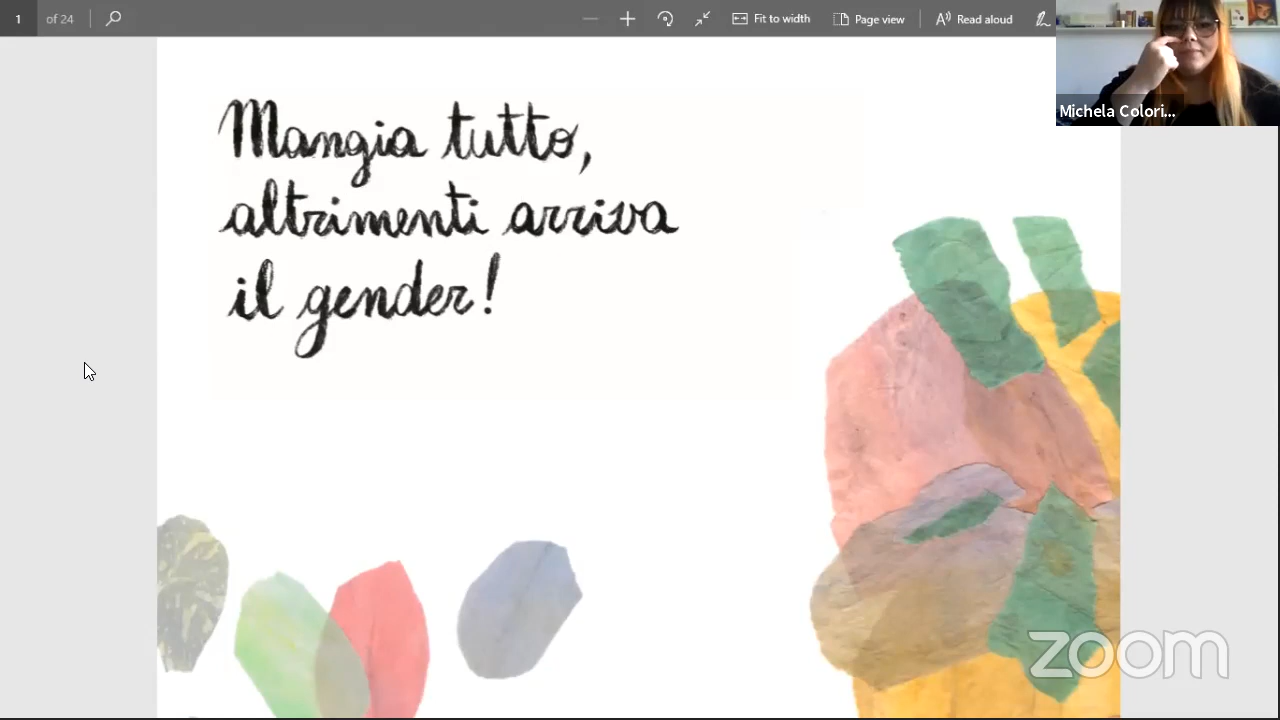 1 of 24
Fit to width
Page view
Read aloud
Michela Colori...
Mangia tutto,
altrimenti arriva
il gender!
zoom